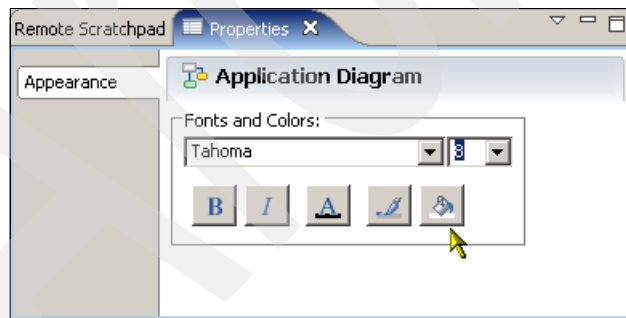 Remote Scratchpad Properties
Appearance
Application Diagram
Fonts and Colors:
Tahoma 8
B I A